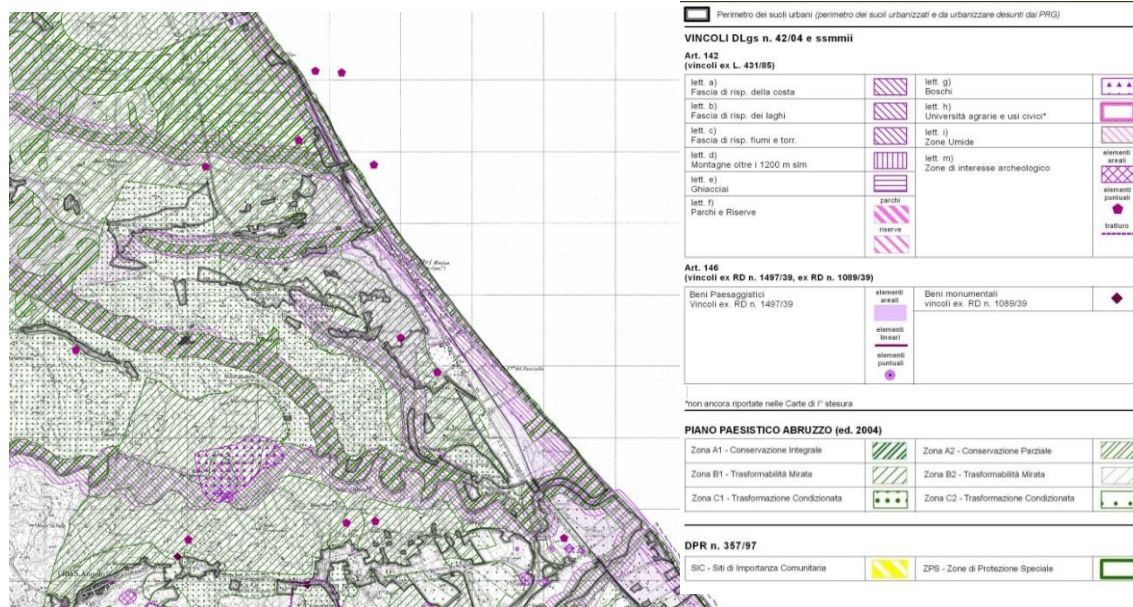 Perimetro dei suoli urbani (perimetro dei suoli urbanizzati e da urbanizzare desunti dai PRG)
VINCOLI DLgs n. 42/04 e ssmmii
Art. 142
(vincoli ex L. 431/85)
lett. a)
Fascia di risp. della costa
lett. b)
Fascia di risp. dei laghi
lett. c)
Fascia di risp. fiumi e torr.
lett. d)
Montagne oltre i 1200 m slm
lett. e)
Ghiacciai
lett. f)
Parchi e Riserve
parchi
riserve
lett. g)
Boschi
lett. h)
Università agrarie e usi civici*
lett. i)
Zone Umide
lett. m)
Zone di interesse archeologico
elementi
areali
elementi
puntuali
tratturo
Art. 146
(vincoli ex RD n. 1497/39, ex RD n. 1089/39)
Beni Paesaggistici
Vincoli ex. RD n. 1497/39
elementi
areali
elementi
lineari
elementi
puntuali
Beni monumentali
vincoli ex. RD n. 1089/39
*non ancora riportate nelle Carte di I° stesura
PIANO PAESISTICO ABRUZZO (ed. 2004)
Zona A1 - Conservazione Integrale
Zona A2 - Conservazione Parziale
Zona B1 - Trasformabilità Mirata
Zona B2 - Trasformabilità Mirata
Zona C1 - Trasformazione Condizionata
Zona C2 - Trasformazione Condizionata
DPR n. 357/97
SIC - Siti di Importanza Comunitaria
ZPS - Zone di Protezione Speciale